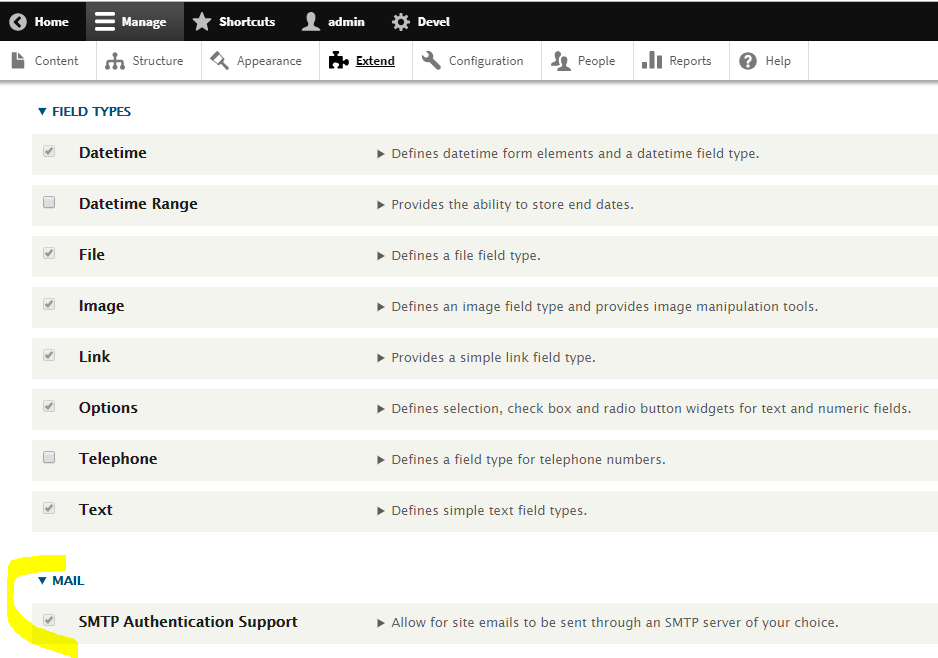 Home Manage Shortcuts admin Devel
Content Structure Appearance Extend Configuration People Reports Help
FIELD TYPES
Datetime Defines datetime form elements and a datetime field type.
Datetime Range Provides the ability to store end dates.
File Defines a file field type.
Image Defines an image field type and provides image manipulation tools.
Link Provides a simple link field type.
Options Defines selection, check box and radio button widgets for text and numeric fields.
Telephone Defines a field type for telephone numbers.
Text Defines simple text field types.
MAIL
SMTP Authentication Support Allow for site emails to be sent through an SMTP server of your choice.